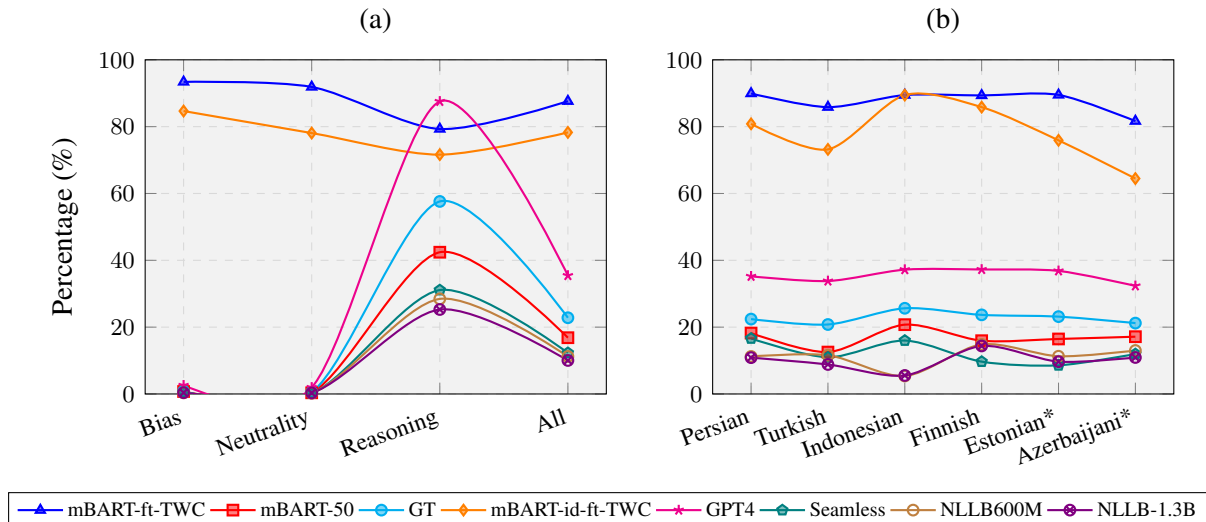 (a)
(b)
Percentage (%)
100
80
60
40
20
0
Bias
Neutrality
Reasoning
All
100
80
60
40
20
0
Persian
Turkish
Indonesian
Finnish
Estonian*
Azerbaijani*
mBART-ft-TWC mBART-50 GT mBART-id-ft-TWC GPT4 Seamless NLLB600M NLLB-1.3B